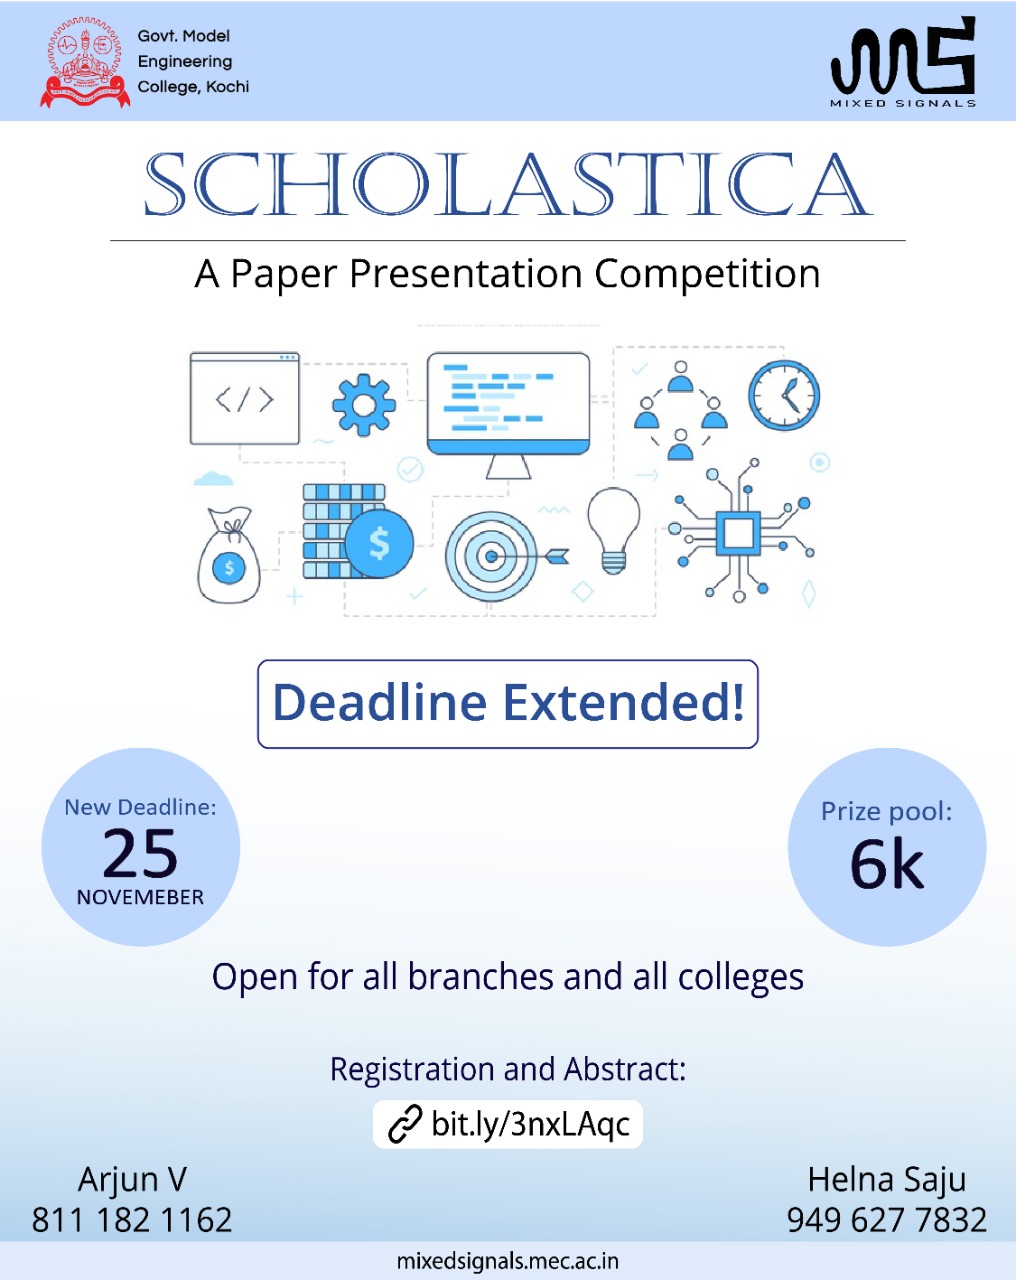 Govt. Model
Engineering
College, Kochi
MS
MIXED SIGNALS
SCHOLASTICA
A Paper Presentation Competition
</>
$
$
Deadline Extended!
New Deadline:
25
NOVEMEBER
Prize pool:
6k
Open for all branches and all colleges
Registration and Abstract:
bit.ly/3nxLAqc
Arjun V
811 182 1162
Helna Saju
949 627 7832
mixedsignals.mec.ac.in